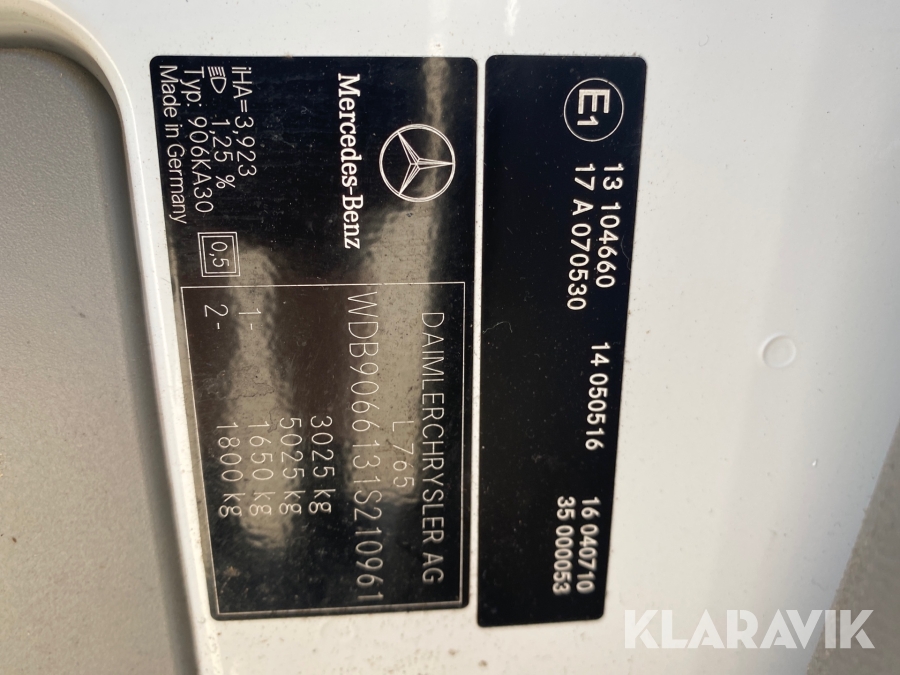 E1
13 104660 14 050516 16 040710
17 A 070530 35 000053
Mercedes-Benz
DAIMLERCHRYSLER AG
L 765
WDB9066131S210961
3025 kg
5025 kg
1- 1650 kg
2- 1800 kg
iHA=3,923
1,25 %
Typ: 906KA30
Made in Germany
0,5
KLARAVIK